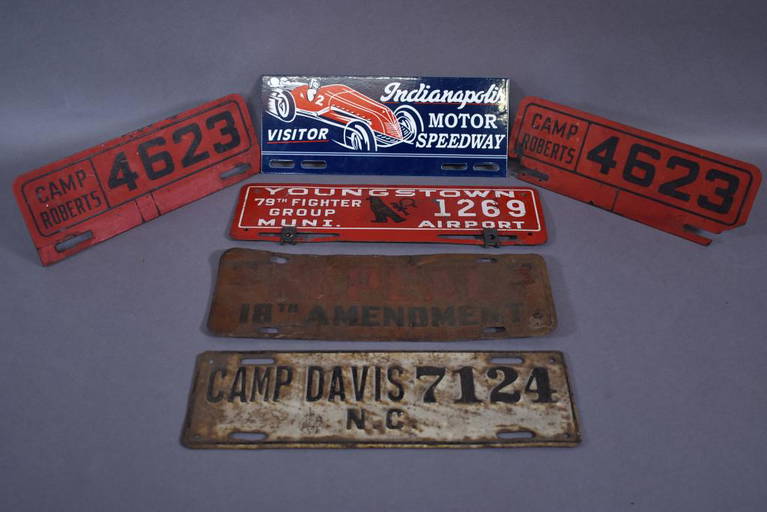 CAMP
ROBERTS
4623
Indianapolis
MOTOR
SPEEDWAY
VISITOR
2
CAMP
ROBERTS
4623
YOUNGSTOWN
79TH FIGHTER
GROUP
1269
MUNI. AIRPORT
18TH AMENDMENT
CAMP DAVIS 7124
N.C.